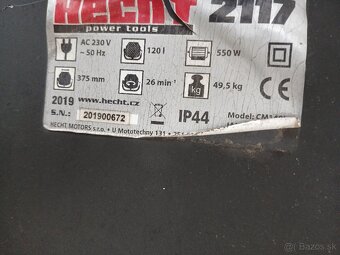 HECHT 2117
power tools
AC 230 V
~ 50 Hz
120 l
550 W
375 mm
26 min⁻¹
kg
49,5 kg
2019 www.hecht.cz
S.N.: 201900672
IP44
CE
HECHT MOTORS s.r.o. • U Mototechny 131 •
Model:
Bazos.sk